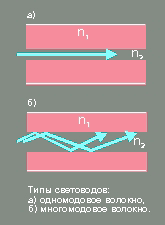 а)
n1
n2
б)
n1
n2
Типы световодов:
а) одномодовое волокно,
б) многомодовое волокно.